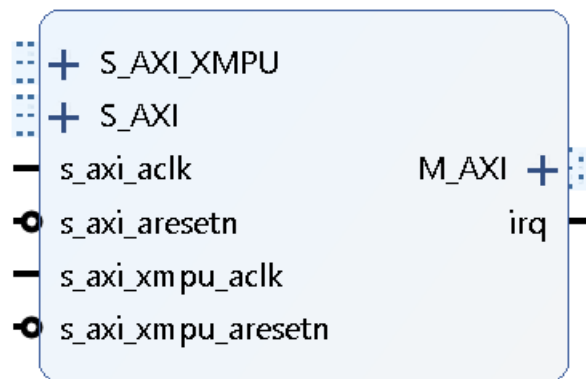 S_AXI_XMPU
S_AXI
s_axi_aclk
M_AXI
s_axi_aresetn
irq
s_axi_xmpu_aclk
s_axi_xmpu_aresetn